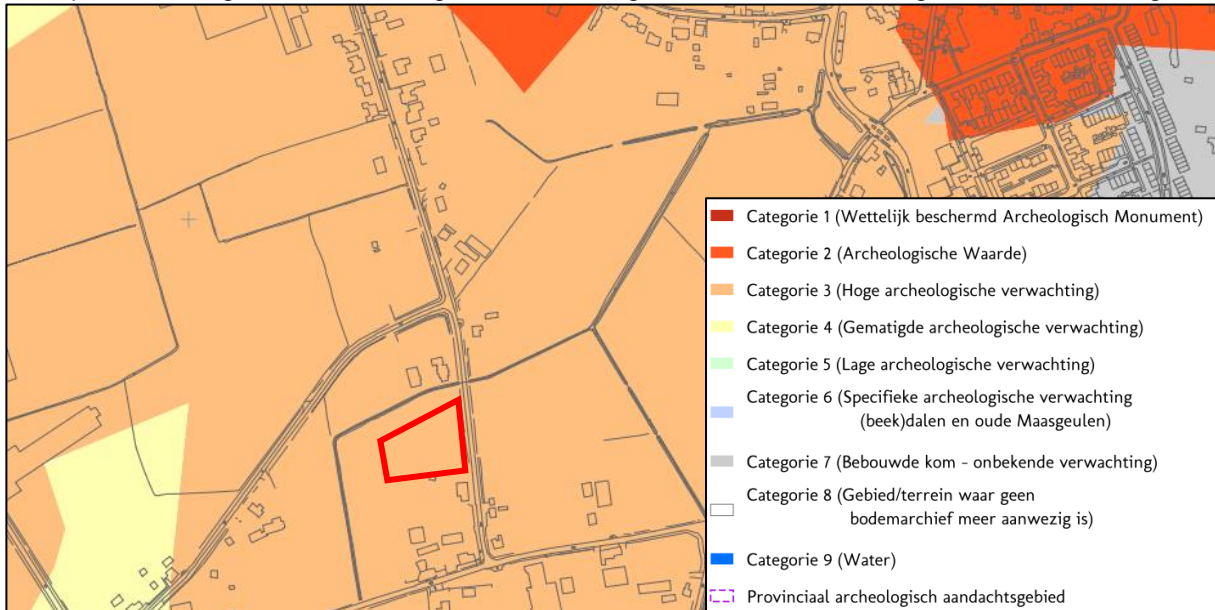 Categorie 1 (Wettelijk beschermd Archeologisch Monument)
Categorie 2 (Archeologische Waarde)
Categorie 3 (Hoge archeologische verwachting)
Categorie 4 (Gematigde archeologische verwachting)
Categorie 5 (Lage archeologische verwachting)
Categorie 6 (Specifieke archeologische verwachting
(beek)dalen en oude Maasgeulen)
Categorie 7 (Bebouwde kom - onbekende verwachting)
Categorie 8 (Gebied/terrein waar geen
bodemarchief meer aanwezig is)
Categorie 9 (Water)
Provinciaal archeologisch aandachtsgebied